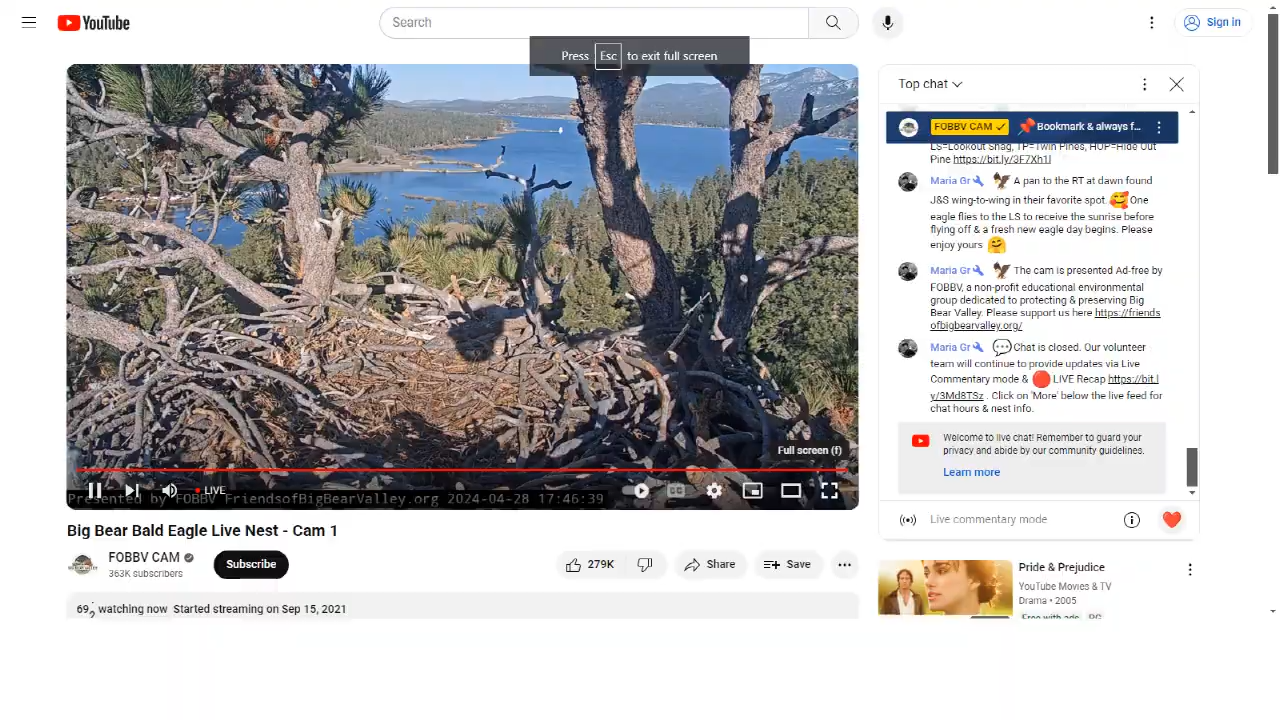 YouTube
Search
Sign in
Press Esc to exit full screen
Full screen (f)
LIVE
Presented by FOBBV FriendsofBigBearValley.org 2024-04-28 17:46:39
Big Bear Bald Eagle Live Nest - Cam 1
FOBBV CAM
363K subscribers
Subscribe
279K
Share
Save
watching now Started streaming on Sep 15, 2021
Top chat
FOBBV CAM Bookmark & always f...
LS=Lookout Snag, TP=Twin Pines, HOP=Hide Out
Pine https://bit.ly/3F7Xh1I
Maria Gr A pan to the RT at dawn found
J&S wing-to-wing in their favorite spot. One
eagle flies to the LS to receive the sunrise before
flying off & a fresh new eagle day begins. Please
enjoy yours
Maria Gr The cam is presented Ad-free by
FOBBV, a non-profit educational environmental
group dedicated to protecting & preserving Big
Bear Valley. Please support us here https://friends
ofbigbearvalley.org/
Maria Gr Chat is closed. Our volunteer
team will continue to provide updates via Live
Commentary mode & LIVE Recap https://bit.l
y/3Md8TSz . Click on 'More' below the live feed for
chat hours & nest info.
Welcome to live chat! Remember to guard your
privacy and abide by our community guidelines.
Learn more
Live commentary mode
Pride & Prejudice
YouTube Movies & TV
Drama • 2005
Free with ads PG